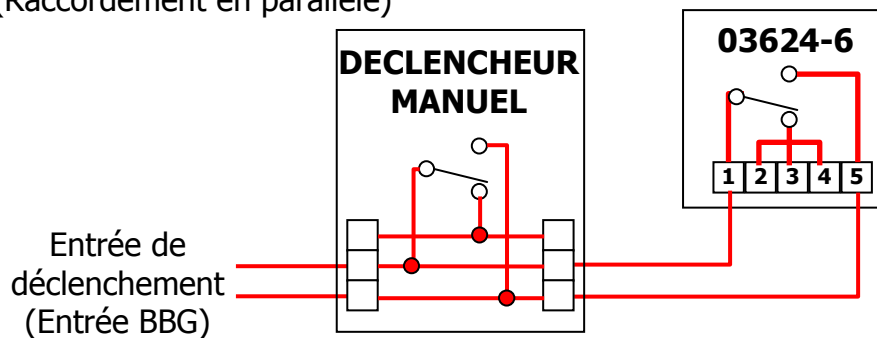 (Raccordement en parallèle)
DECLENCHEUR
MANUEL
03624-6
1 2 3 4 5
Entrée de
déclenchement
(Entrée BBG)